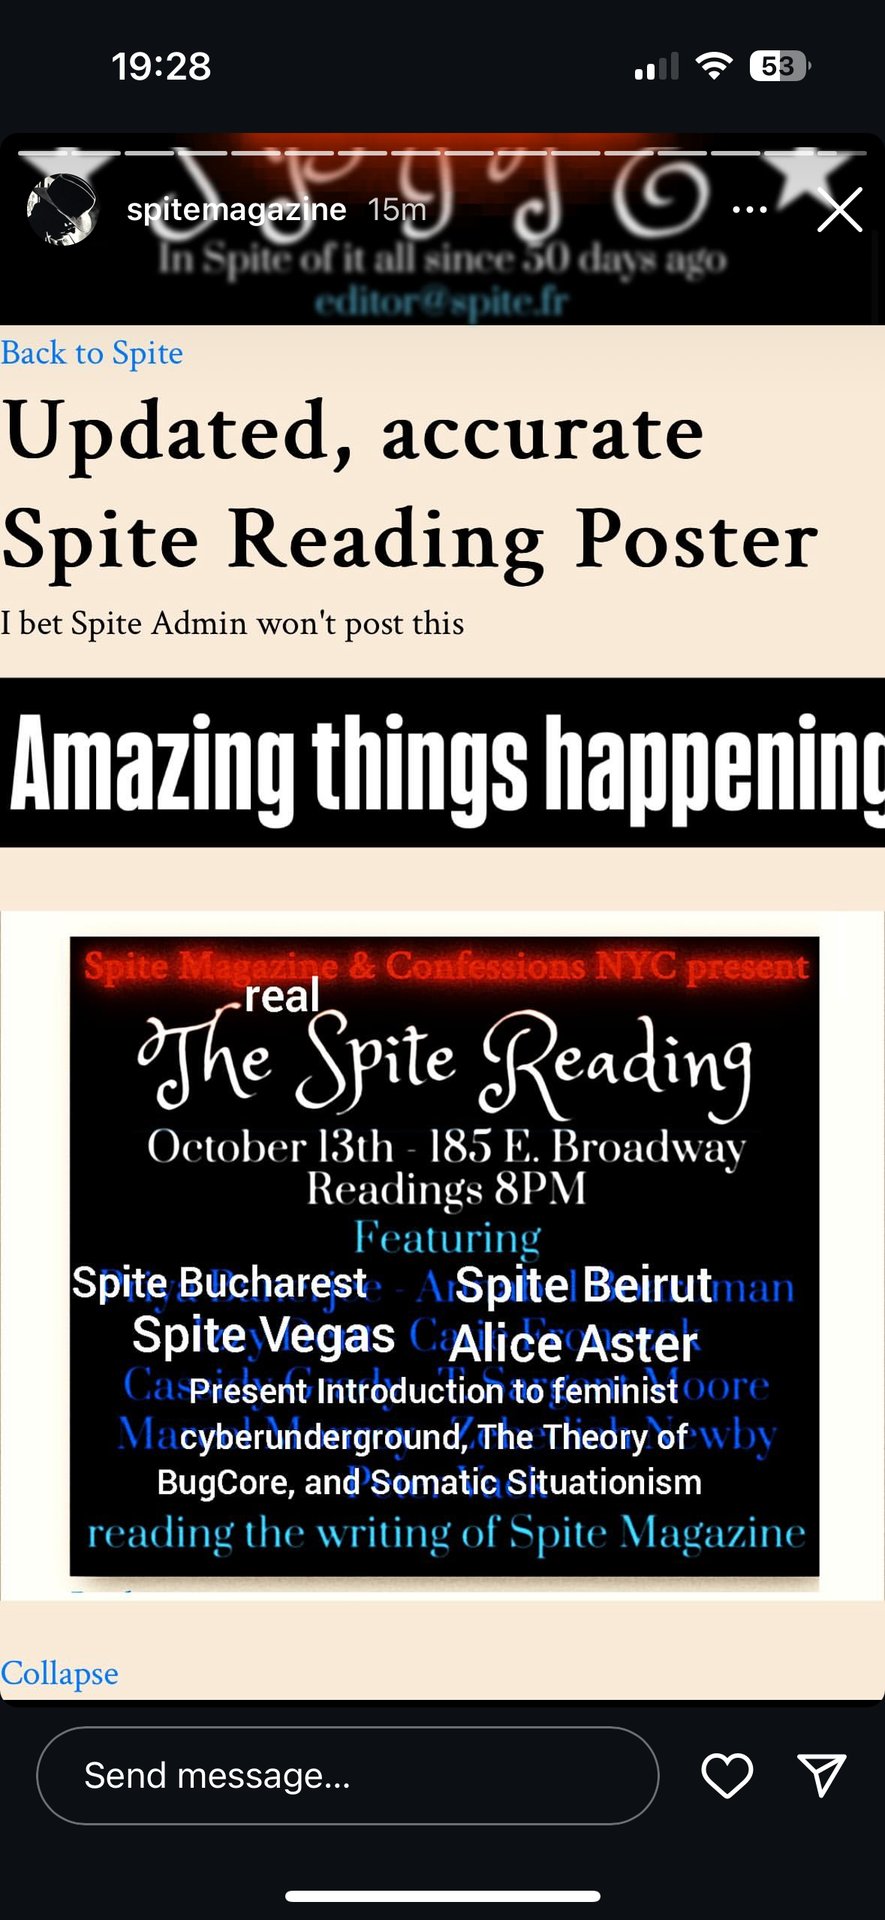 19:28
53
spitemagazine 15m
In Spite of it all since 50 days ago
editor@spite.fr
Back to Spite
Updated, accurate
Spite Reading Poster
I bet Spite Admin won't post this
Amazing things happening
Spite Magazine & Confessions NYC present
real
The Spite Reading
October 13th - 185 E. Broadway
Readings 8PM
Featuring
Spite Bucharest Spite Beirut
Spite Vegas Alice Aster
Present Introduction to feminist
cyberunderground, The Theory of
BugCore, and Somatic Situationism
reading the writing of Spite Magazine
Collapse
Send message...